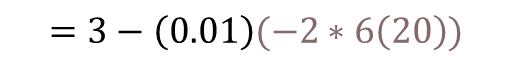 = 3 − (0.01)(−2 ∗ 6(20))